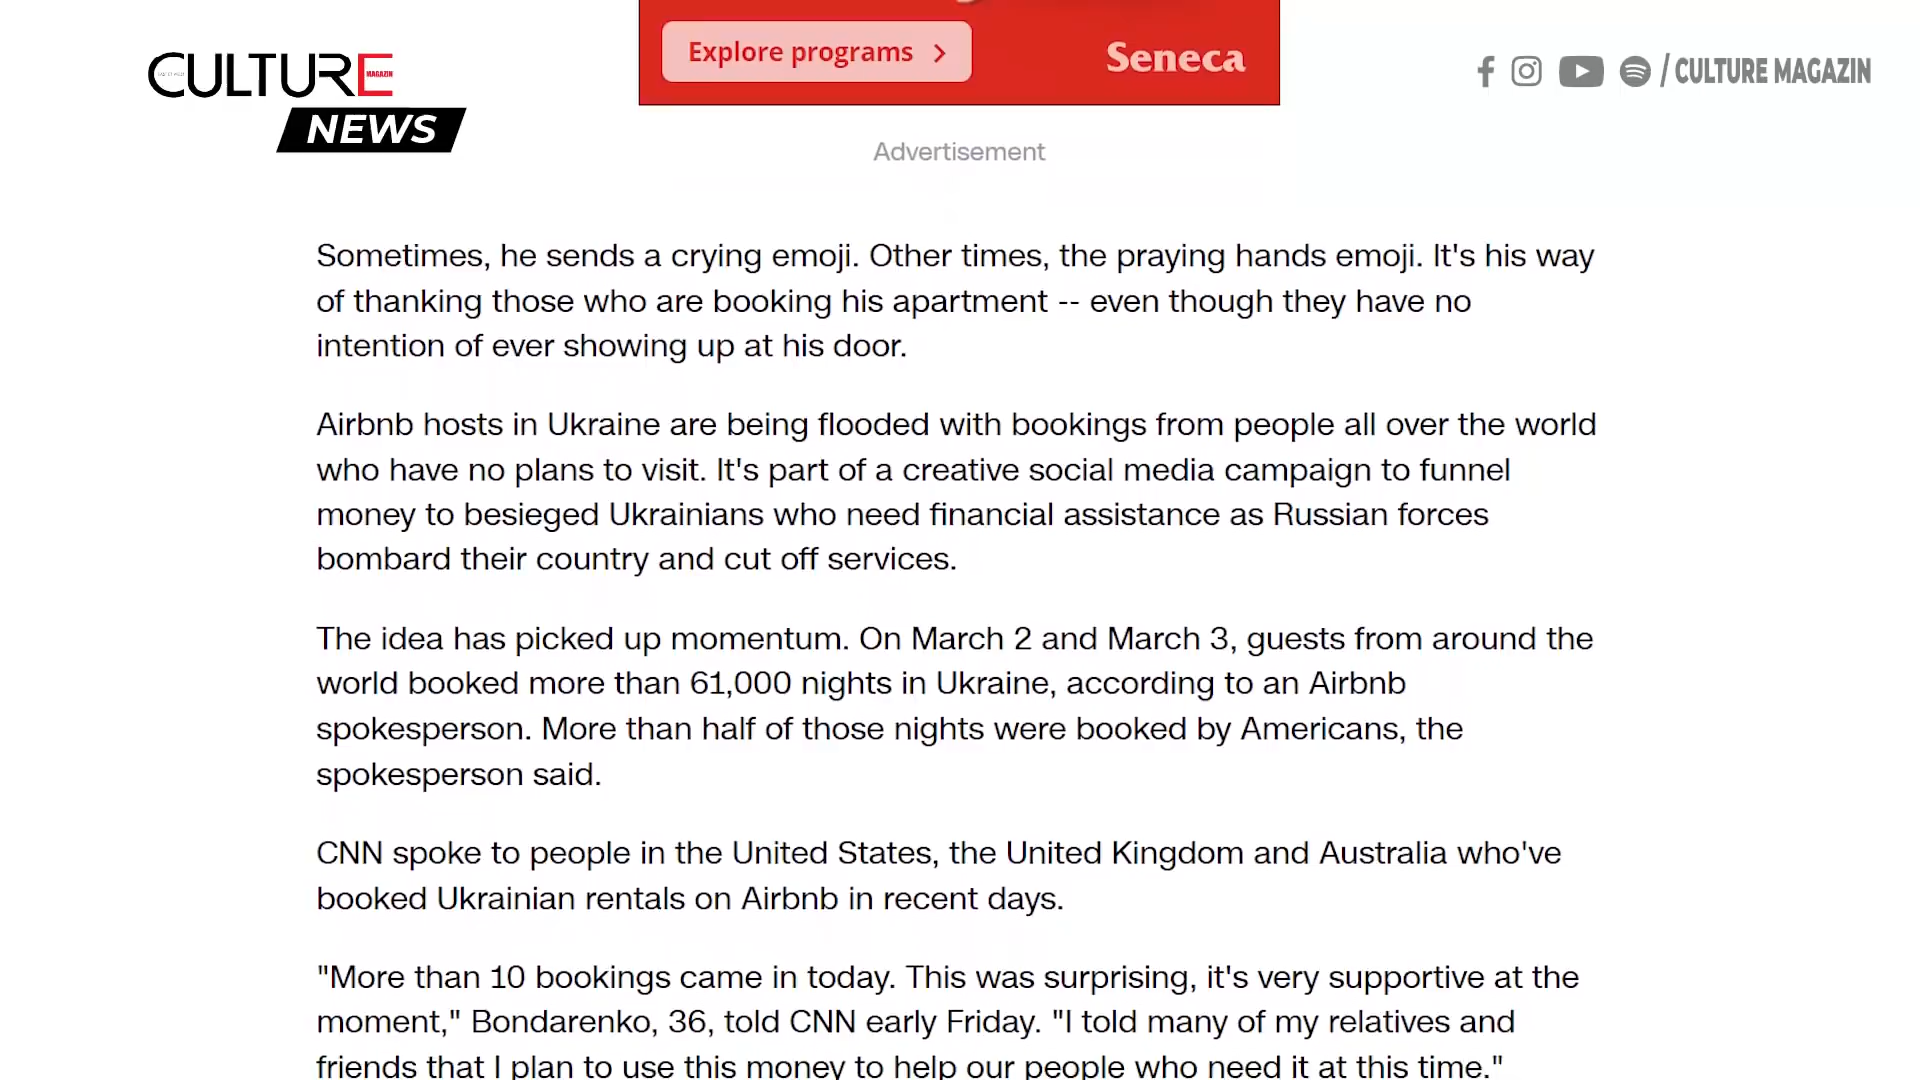 CULTURE
MAGAZIN
NEWS
Explore programs
Seneca
/ CULTURE MAGAZIN
Advertisement
Sometimes, he sends a crying emoji. Other times, the praying hands emoji. It's his way
of thanking those who are booking his apartment -- even though they have no
intention of ever showing up at his door.
Airbnb hosts in Ukraine are being flooded with bookings from people all over the world
who have no plans to visit. It's part of a creative social media campaign to funnel
money to besieged Ukrainians who need financial assistance as Russian forces
bombard their country and cut off services.
The idea has picked up momentum. On March 2 and March 3, guests from around the
world booked more than 61,000 nights in Ukraine, according to an Airbnb
spokesperson. More than half of those nights were booked by Americans, the
spokesperson said.
CNN spoke to people in the United States, the United Kingdom and Australia who've
booked Ukrainian rentals on Airbnb in recent days.
"More than 10 bookings came in today. This was surprising, it's very supportive at the
moment," Bondarenko, 36, told CNN early Friday. "I told many of my relatives and
friends that I plan to use this money to help our people who need it at this time."